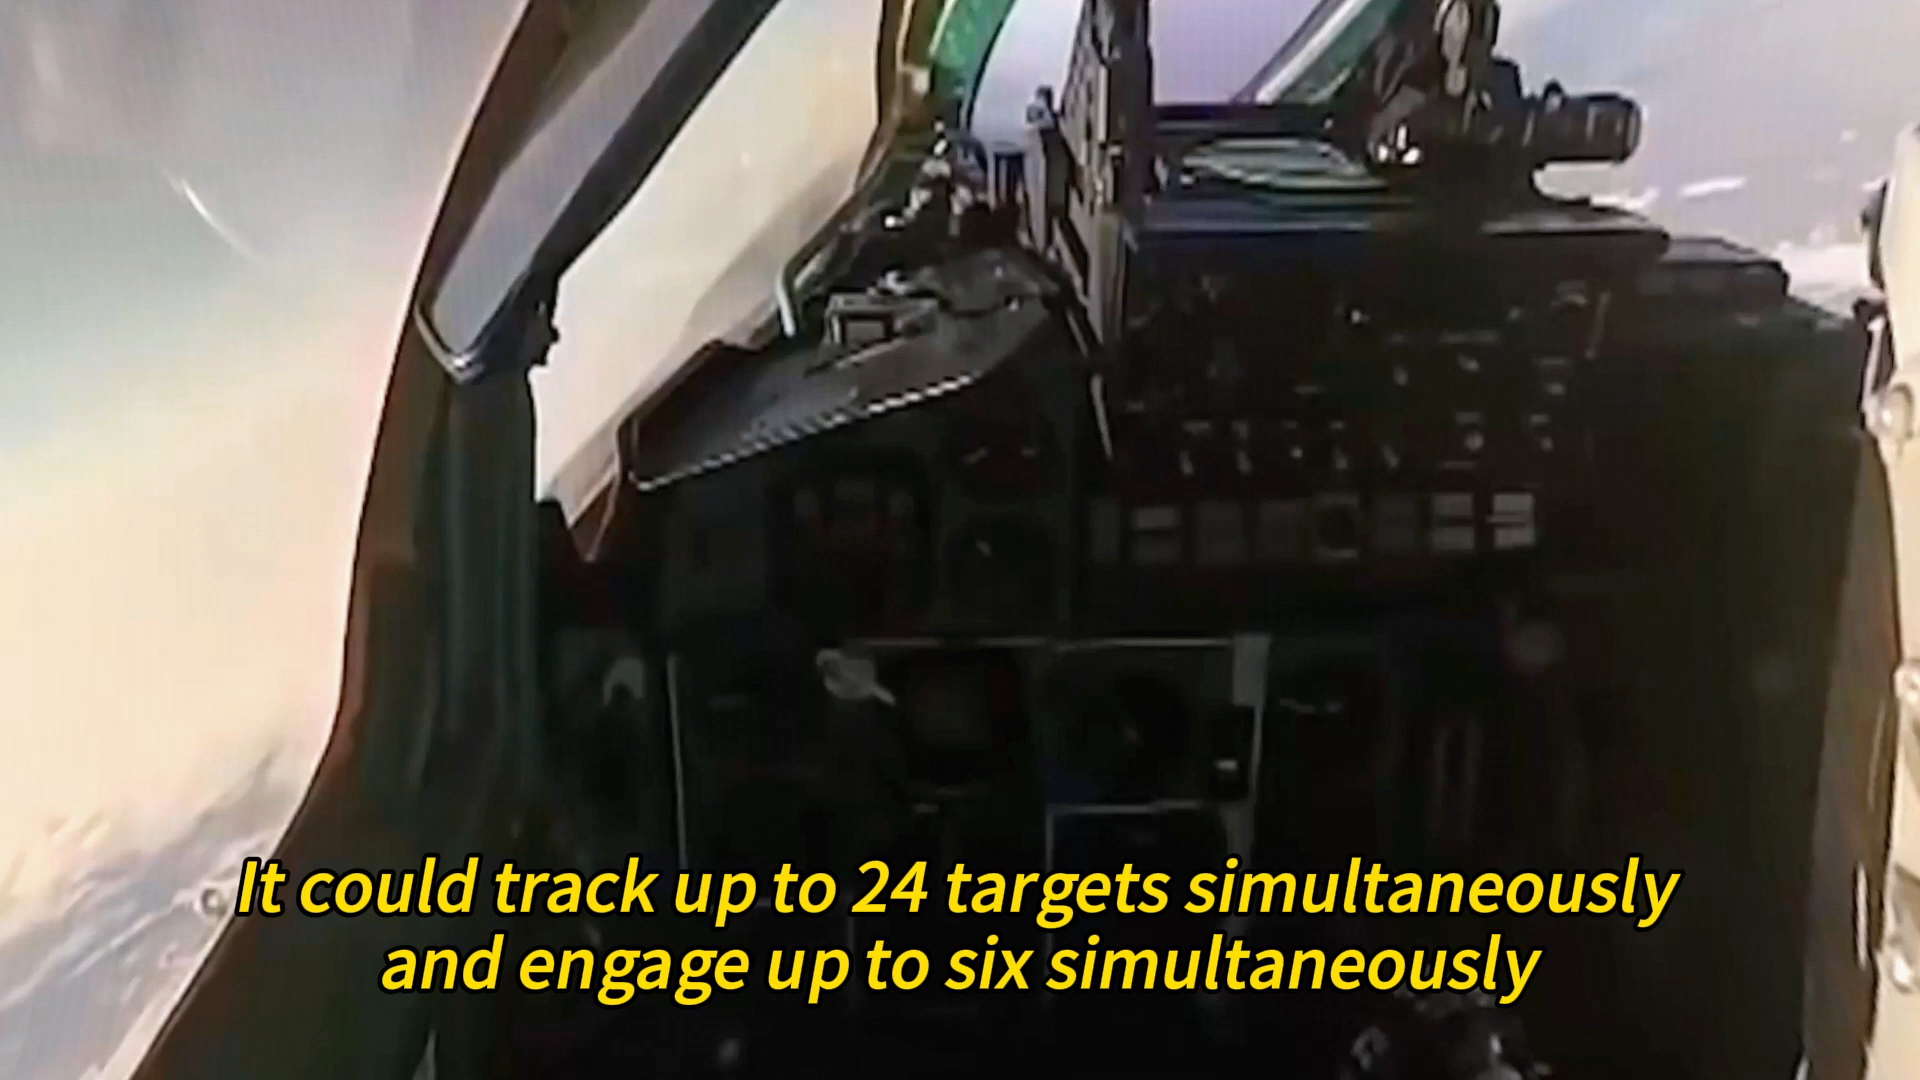 It could track up to 24 targets simultaneously
and engage up to six simultaneously